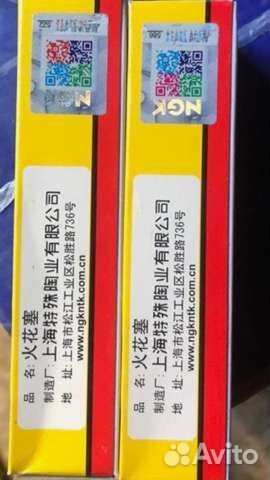 NGK
品 名: 火花塞
制造厂: 上海特殊陶业有限公司
地 址: 上海市松江工业区松胜路736号
www.ngkntk.com.cn
NGK
品 名: 火花塞
制造厂: 上海特殊陶业有限公司
地 址: 上海市松江工业区松胜路736号
www.ngkntk.com.cn
Avito